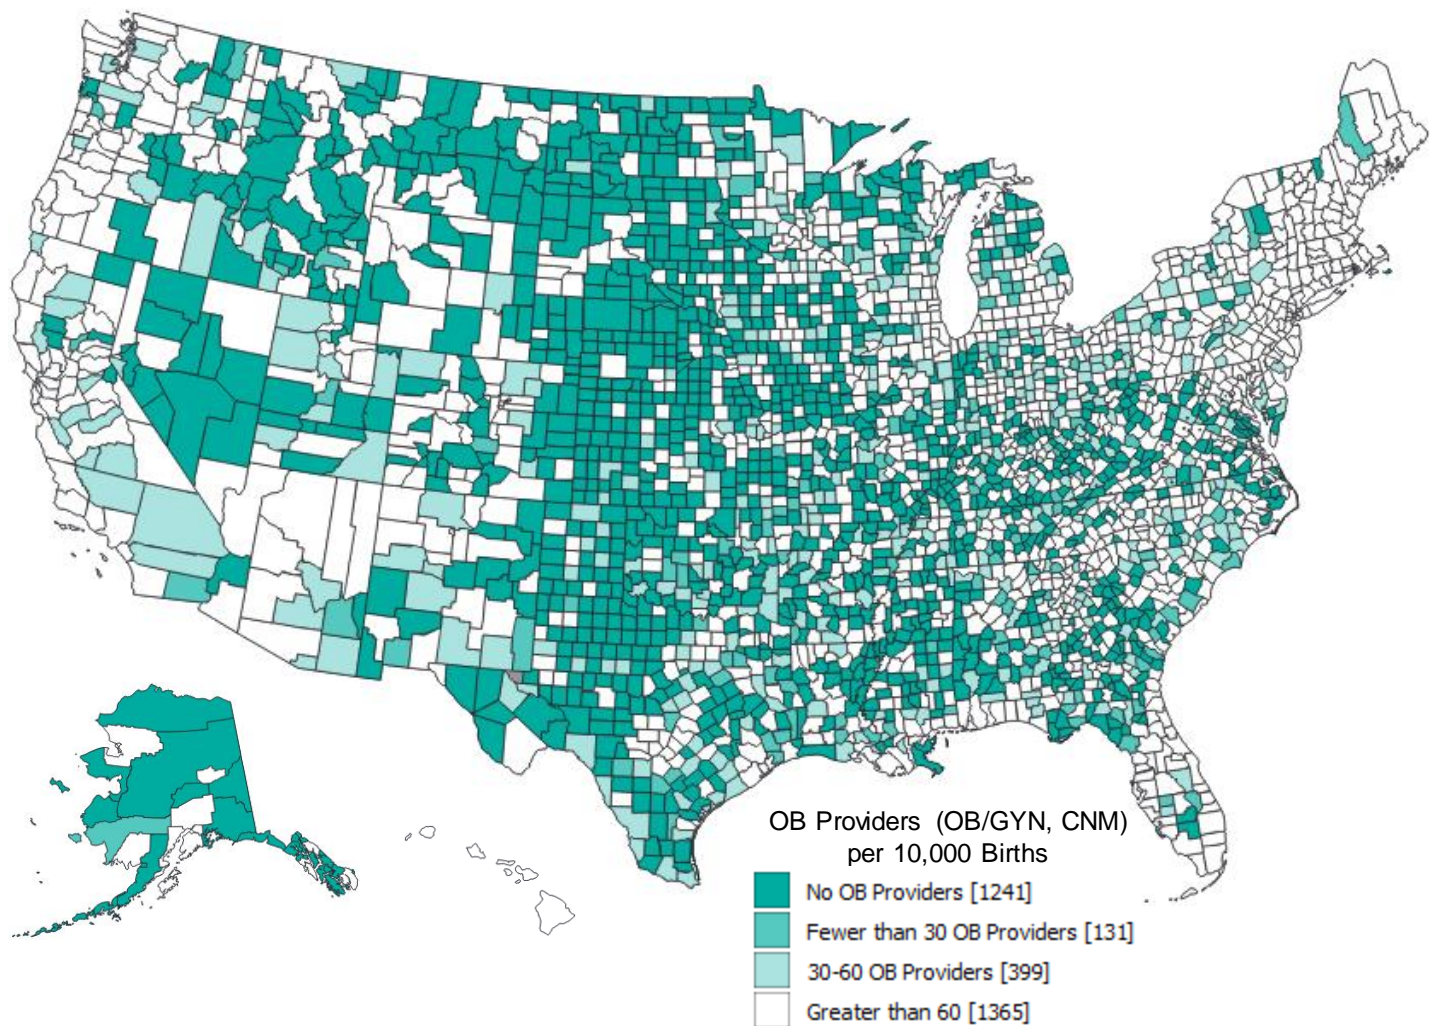 OB Providers (OB/GYN, CNM)
per 10,000 Births
No OB Providers [1241]
Fewer than 30 OB Providers [131]
30-60 OB Providers [399]
Greater than 60 [1365]